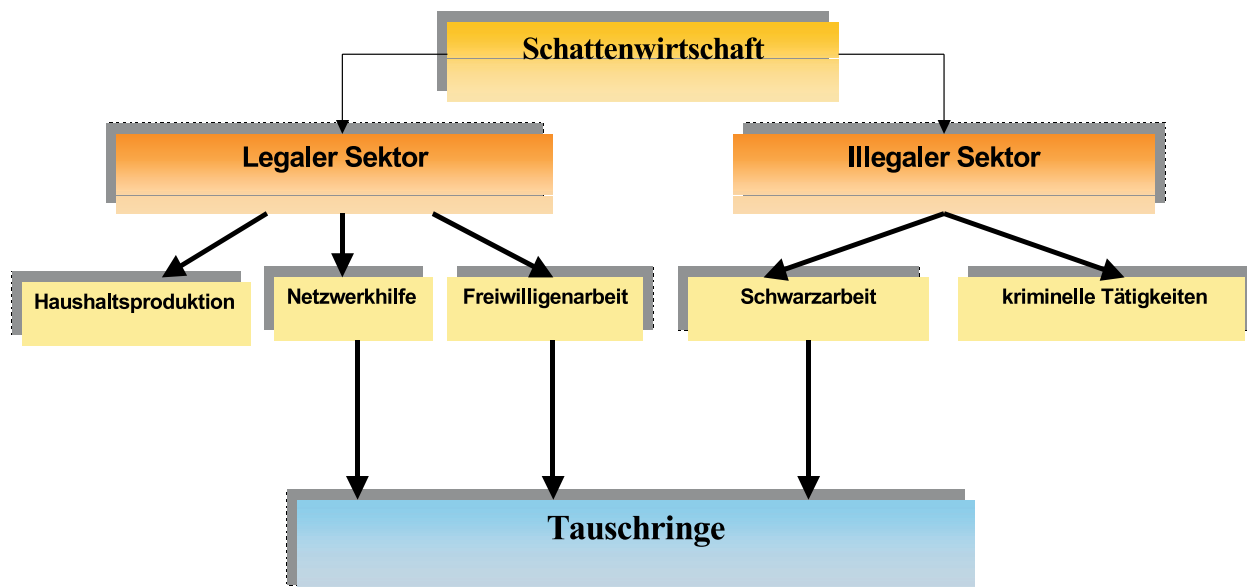 Schattenwirtschaft
Legaler Sektor
Illegaler Sektor
Haushaltsproduktion
Netzwerkhilfe
Freiwilligenarbeit
Schwarzarbeit
kriminelle Tätigkeiten
Tauschringe